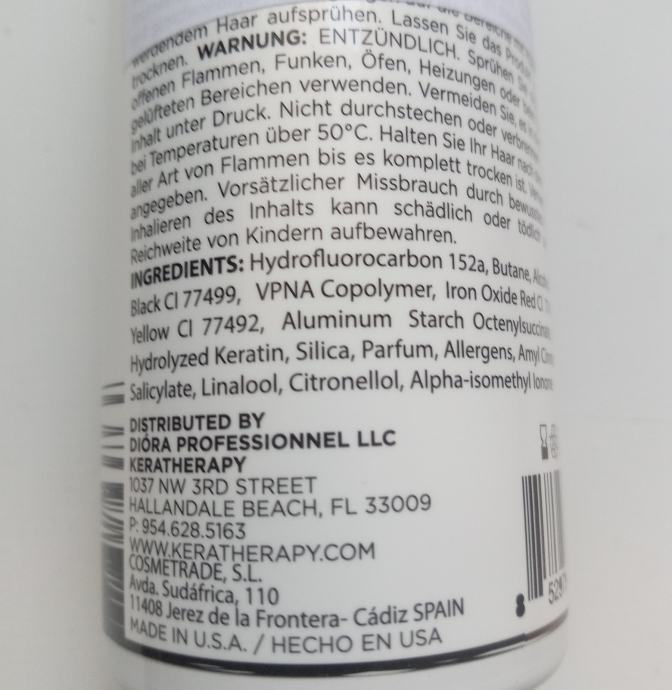 werdendem Haar aufsprühen. Lassen Sie das
trocknen. WARNUNG: ENTZÜNDLICH. Sprühen
offenen Flammen, Funken, Öfen, Heizungen oder
gelüfteten Bereichen verwenden. Vermeiden Sie,
Inhalt unter Druck. Nicht durchstechen oder
bei Temperaturen über 50°C. Halten Sie Ihr Haar
aller Art von Flammen bis es komplett trocken ist.
angegeben. Vorsätzlicher Missbrauch durch
Inhalieren des Inhalts kann schädlich oder tödlich
Reichweite von Kindern aufbewahren.
INGREDIENTS: Hydrofluorocarbon 152a, Butane,
Black CI 77499, VPNA Copolymer, Iron Oxide Red
Yellow CI 77492, Aluminum Starch
Hydrolyzed Keratin, Silica, Parfum, Allergens, Amyl
Salicylate, Linalool, Citronellol, Alpha-isomethyl Ionone
DISTRIBUTED BY
DIÓRA PROFESSIONNEL LLC
KERATHERAPY
1037 NW 3RD STREET
HALLANDALE BEACH, FL 33009
P: 954.628.5163
WWW.KERATHERAPY.COM
COSMETRADE, S.L.
Avda. Sudáfrica, 110
11408 Jerez de la Frontera- Cádiz SPAIN
MADE IN U.S.A. / HECHO EN USA
8